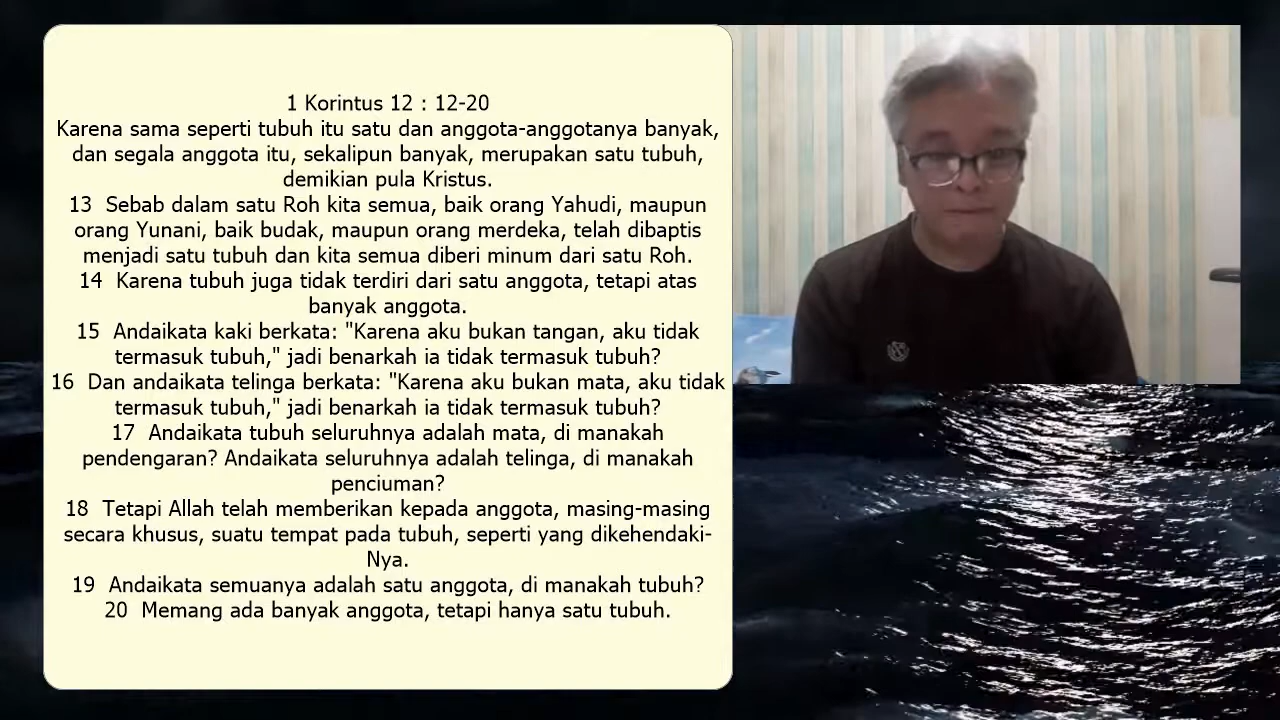 1 Korintus 12 : 12-20
Karena sama seperti tubuh itu satu dan anggota-anggotanya banyak,
dan segala anggota itu, sekalipun banyak, merupakan satu tubuh,
demikian pula Kristus.
13 Sebab dalam satu Roh kita semua, baik orang Yahudi, maupun
orang Yunani, baik budak, maupun orang merdeka, telah dibaptis
menjadi satu tubuh dan kita semua diberi minum dari satu Roh.
14 Karena tubuh juga tidak terdiri dari satu anggota, tetapi atas
banyak anggota.
15 Andaikata kaki berkata: "Karena aku bukan tangan, aku tidak
termasuk tubuh," jadi benarkah ia tidak termasuk tubuh?
16 Dan andaikata telinga berkata: "Karena aku bukan mata, aku tidak
termasuk tubuh," jadi benarkah ia tidak termasuk tubuh?
17 Andaikata tubuh seluruhnya adalah mata, di manakah
pendengaran? Andaikata seluruhnya adalah telinga, di manakah
penciuman?
18 Tetapi Allah telah memberikan kepada anggota, masing-masing
secara khusus, suatu tempat pada tubuh, seperti yang dikehendaki-
Nya.
19 Andaikata semuanya adalah satu anggota, di manakah tubuh?
20 Memang ada banyak anggota, tetapi hanya satu tubuh.